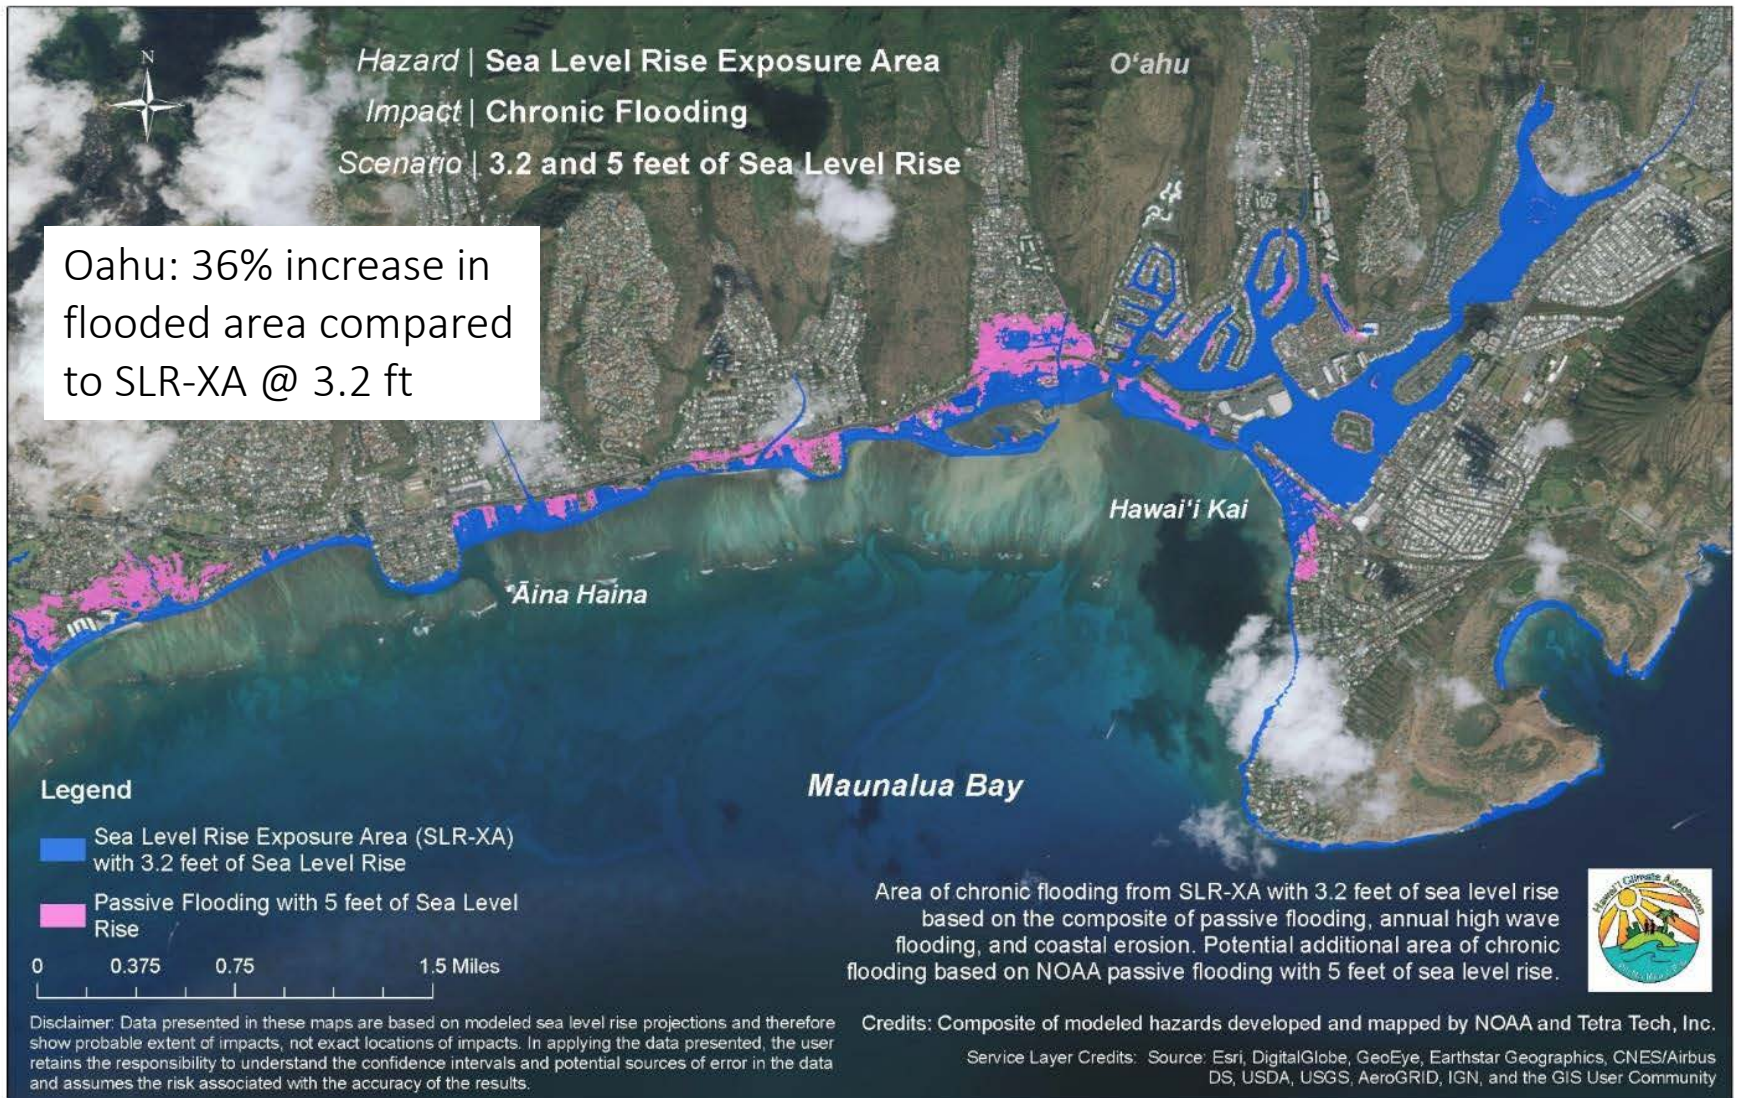 N
Hazard | Sea Level Rise Exposure Area
Impact | Chronic Flooding
Scenario | 3.2 and 5 feet of Sea Level Rise
Oʻahu
Oahu: 36% increase in
flooded area compared
to SLR-XA @ 3.2 ft
Hawaiʻi Kai
ʻĀina Haina
Maunalua Bay
Legend
Sea Level Rise Exposure Area (SLR-XA)
with 3.2 feet of Sea Level Rise
Passive Flooding with 5 feet of Sea Level
Rise
0 0.375 0.75 1.5 Miles
Area of chronic flooding from SLR-XA with 3.2 feet of sea level rise
based on the composite of passive flooding, annual high wave
flooding, and coastal erosion. Potential additional area of chronic
flooding based on NOAA passive flooding with 5 feet of sea level rise.
Hawaiʻi Climate Adaptation
Disclaimer: Data presented in these maps are based on modeled sea level rise projections and therefore
show probable extent of impacts, not exact locations of impacts. In applying the data presented, the user
retains the responsibility to understand the confidence intervals and potential sources of error in the data
and assumes the risk associated with the accuracy of the results.
Credits: Composite of modeled hazards developed and mapped by NOAA and Tetra Tech, Inc.
Service Layer Credits: Source: Esri, DigitalGlobe, GeoEye, Earthstar Geographics, CNES/Airbus
DS, USDA, USGS, AeroGRID, IGN, and the GIS User Community